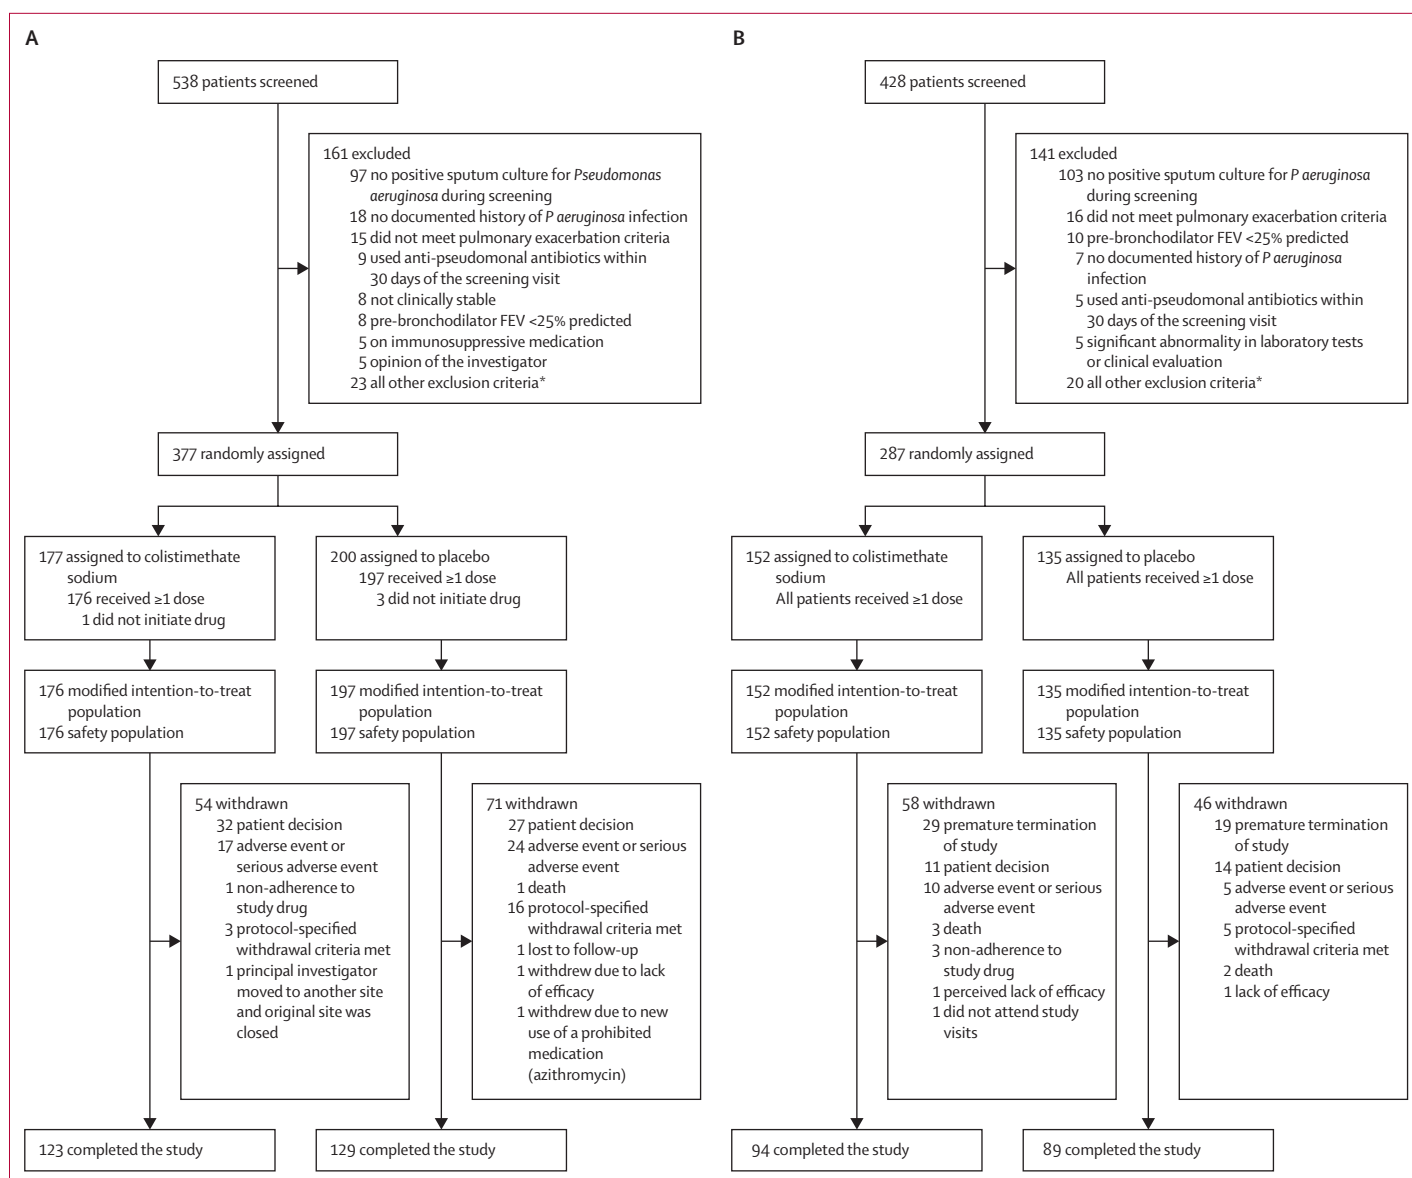 A
538 patients screened
161 excluded
97 no positive sputum culture for Pseudomonas
aeruginosa during screening
18 no documented history of P aeruginosa infection
15 did not meet pulmonary exacerbation criteria
9 used anti-pseudomonal antibiotics within
30 days of the screening visit
8 not clinically stable
8 pre-bronchodilator FEV <25% predicted
5 on immunosuppressive medication
5 opinion of the investigator
23 all other exclusion criteria*
377 randomly assigned
177 assigned to colistimethate
sodium
176 received ≥1 dose
1 did not initiate drug
200 assigned to placebo
197 received ≥1 dose
3 did not initiate drug
176 modified intention-to-treat
population
176 safety population
197 modified intention-to-treat
population
197 safety population
54 withdrawn
32 patient decision
17 adverse event or
serious adverse event
1 non-adherence to
study drug
3 protocol-specified
withdrawal criteria met
1 principal investigator
moved to another site
and original site was
closed
71 withdrawn
27 patient decision
24 adverse event or serious
adverse event
1 death
16 protocol-specified
withdrawal criteria met
1 lost to follow-up
1 withdrew due to lack
of efficacy
1 withdrew due to new
use of a prohibited
medication
(azithromycin)
123 completed the study
129 completed the study
B
428 patients screened
141 excluded
103 no positive sputum culture for P aeruginosa
during screening
16 did not meet pulmonary exacerbation criteria
10 pre-bronchodilator FEV <25% predicted
7 no documented history of P aeruginosa
infection
5 used anti-pseudomonal antibiotics within
30 days of the screening visit
5 significant abnormality in laboratory tests
or clinical evaluation
20 all other exclusion criteria*
287 randomly assigned
152 assigned to colistimethate
sodium
All patients received ≥1 dose
135 assigned to placebo
All patients received ≥1 dose
152 modified intention-to-treat
population
152 safety population
135 modified intention-to-treat
population
135 safety population
58 withdrawn
29 premature termination
of study
11 patient decision
10 adverse event or serious
adverse event
3 death
3 non-adherence to
study drug
1 perceived lack of efficacy
1 did not attend study
visits
46 withdrawn
19 premature termination
of study
14 patient decision
5 adverse event or serious
adverse event
5 protocol-specified
withdrawal criteria met
2 death
1 lack of efficacy
94 completed the study
89 completed the study